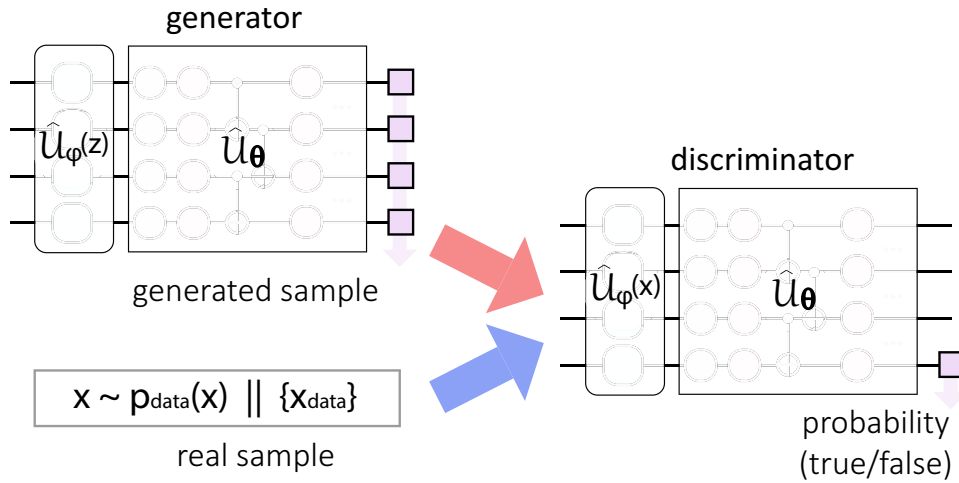 generator
Û_φ(z)
Û_θ
generated sample
x ~ p_data(x) || {x_data}
real sample
discriminator
Û_φ(x)
Û_θ
probability
(true/false)